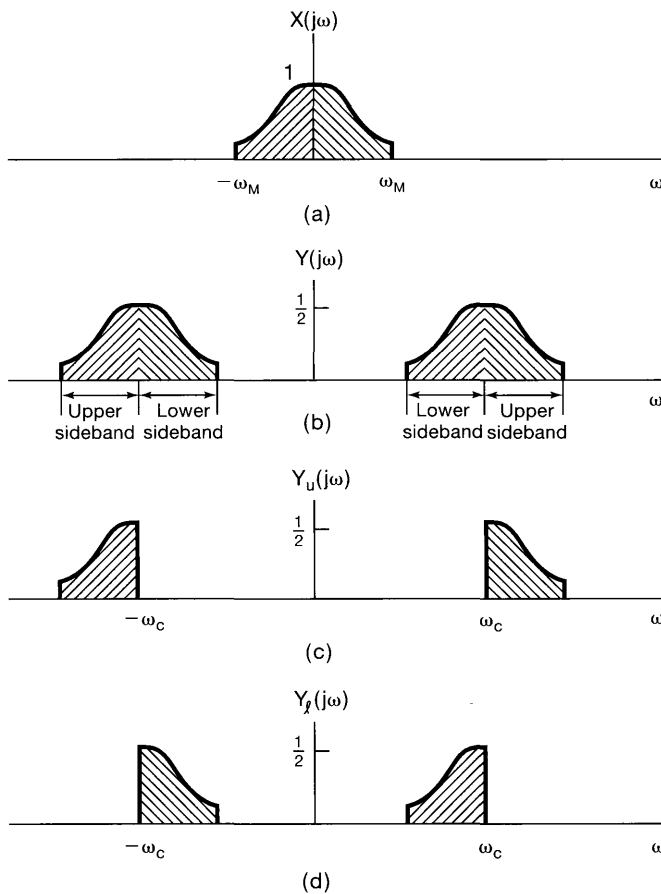 X(jω)
1
−ω_M ω_M ω
(a)
Y(jω)
1/2
Upper sideband Lower sideband Lower sideband Upper sideband ω
(b)
Y_u(jω)
1/2
−ω_c ω_c ω
(c)
Y_ℓ(jω)
1/2
−ω_c ω_c ω
(d)